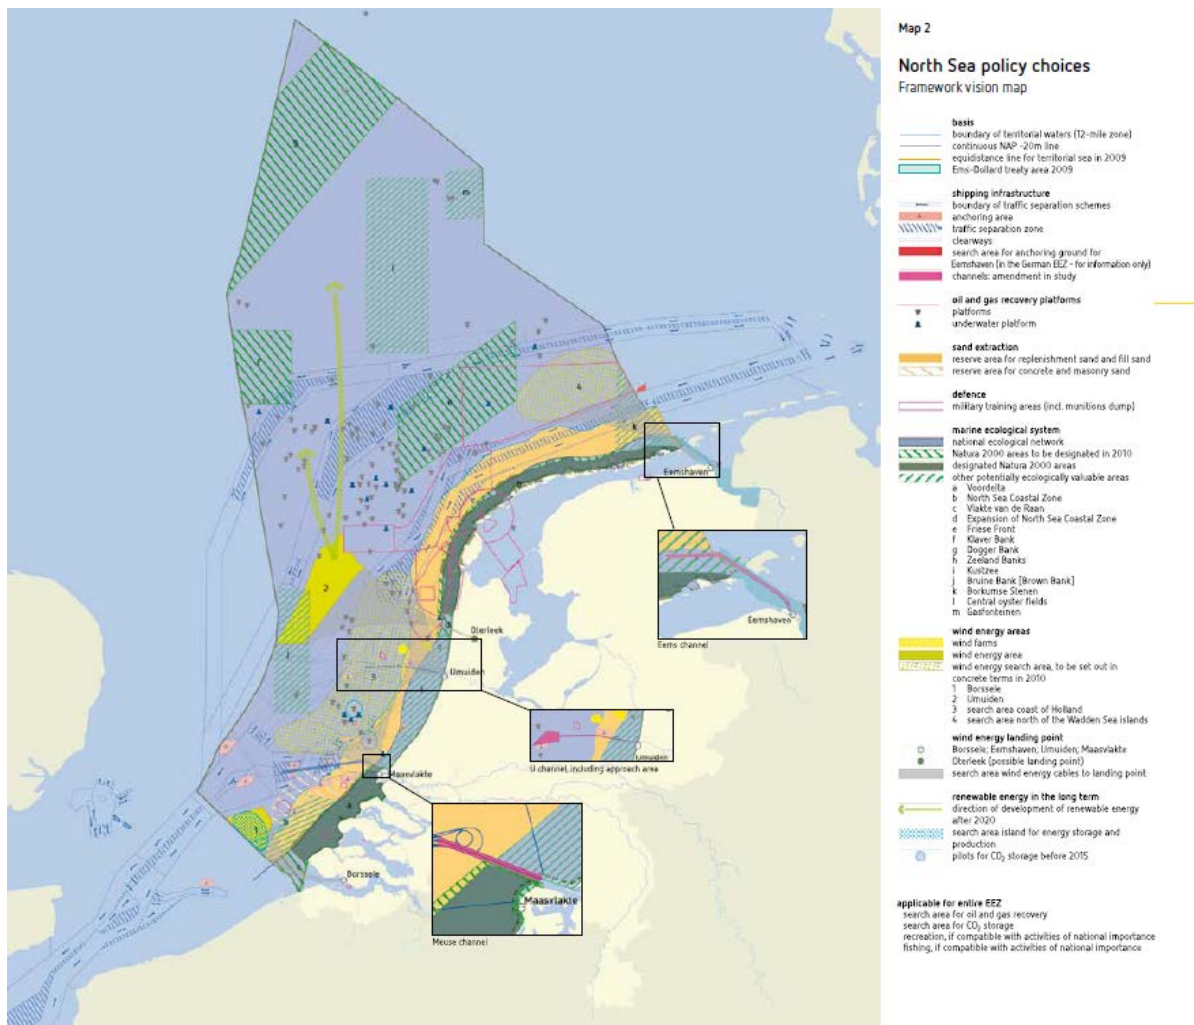 Map 2
North Sea policy choices
Framework vision map
basis
boundary of territorial waters (12-mile zone)
continuous NAP -20m line
equidistance line for territorial sea in 2009
Ems-Dollard treaty area 2009
shipping infrastructure
boundary of traffic separation schemes
anchoring area
traffic separation zone
clearways
search area for anchoring ground for
Eemshaven (in the German EEZ - for information only)
channels: amendment in study
oil and gas recovery platforms
platforms
underwater platform
sand extraction
reserve area for replenishment sand and fill sand
reserve area for concrete and masonry sand
defence
military training areas (incl. munitions dump)
marine ecological system
national ecological network
Natura 2000 areas to be designated in 2010
designated Natura 2000 areas
other potentially ecologically valuable areas
a Voordelta
b North Sea Coastal Zone
c Vlakte van de Raan
d Expansion of North Sea Coastal Zone
e Friese Front
f Klaver Bank
g Dogger Bank
h Zeeland Banks
i Kustzee
j Bruine Bank [Brown Bank]
k Borkumse Stenen
l Central oyster fields
m Gasfonteinen
wind energy areas
wind farms
wind energy area
wind energy search area, to be set out in
concrete terms in 2010
1 Borssele
2 IJmuiden
3 search area coast of Holland
4 search area north of the Wadden Sea islands
wind energy landing point
Borssele; Eemshaven; IJmuiden; Maasvlakte
Oterleek (possible landing point)
search area wind energy cables to landing point
renewable energy in the long term
direction of development of renewable energy
after 2020
search area island for energy storage and
production
pilots for CO₂ storage before 2015
applicable for entire EEZ
search area for oil and gas recovery
search area for CO₂ storage
recreation, if compatible with activities of national importance
fishing, if compatible with activities of national importance
m
l
4
e
k
Eemshaven
2
Oterleek
3
IJmuiden
Eemshaven
Eems channel
IJmuiden
IJ channel, including approach area
Maasvlakte
1
Borssele
Maasvlakte
Meuse channel